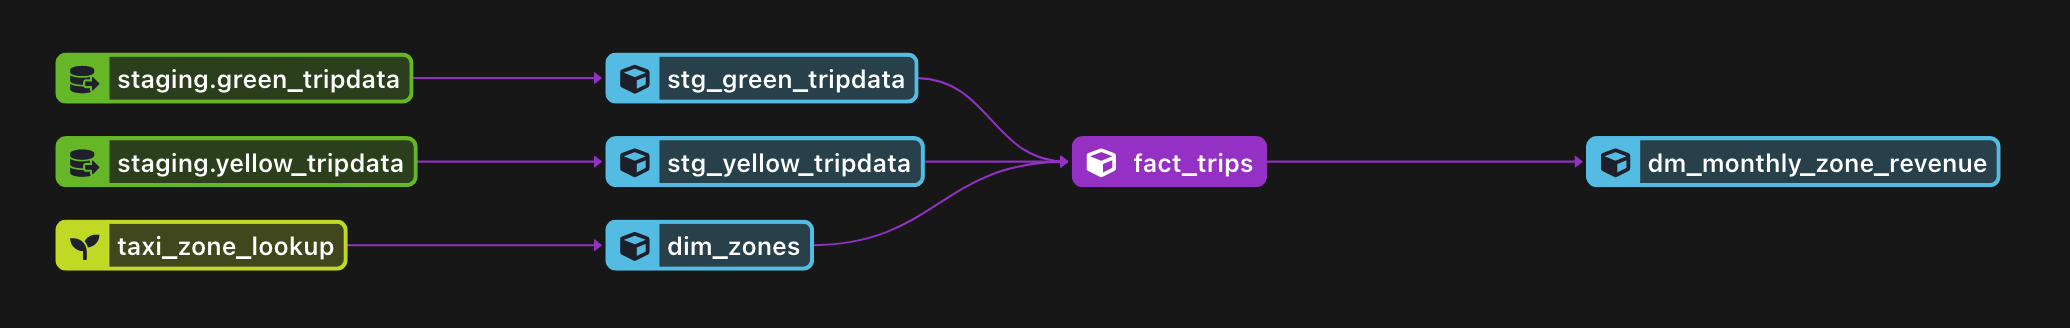 staging.green_tripdata
stg_green_tripdata
staging.yellow_tripdata
stg_yellow_tripdata
fact_trips
dm_monthly_zone_revenue
taxi_zone_lookup
dim_zones